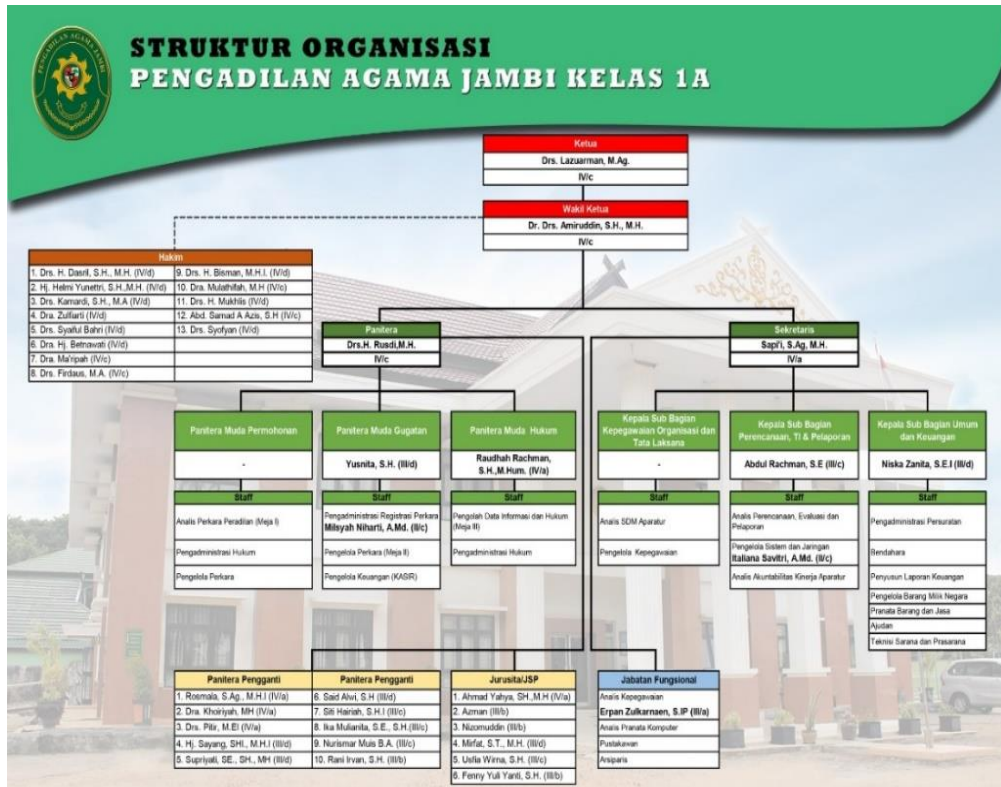 STRUKTUR ORGANISASI
PENGADILAN AGAMA JAMBI KELAS 1A
PENGADILAN AGAMA JAMBI
Ketua
Drs. Lazuarman, M.Ag.
IV/c
Wakil Ketua
Dr. Drs. Amiruddin, S.H., M.H.
IV/c
Hakim
1. Drs. H. Dasril, S.H., M.H. (IV/d)
2. Hj. Helmi Yunettri, S.H.,M.H. (IV/d)
3. Drs. Kamardi, S.H., M.A (IV/d)
4. Dra. Zulfiarti (IV/d)
5. Drs. Syaiful Bahri (IV/d)
6. Dra. Hj. Betnawati (IV/d)
7. Dra. Ma'ripah (IV/c)
8. Drs. Firdaus, M.A. (IV/c)
9. Drs. H. Bisman, M.H.I. (IV/d)
10. Dra. Mulathifah, M.H (IV/c)
11. Drs. H. Mukhlis (IV/d)
12. Abd. Samad A Azis, S.H (IV/c)
13. Drs. Syofyan (IV/d)
Panitera
Drs.H. Rusdi,M.H.
IV/c
Sekretaris
Sapi'i, S.Ag, M.H.
IV/a
Panitera Muda Permohonan
-
Staff
Analis Perkara Peradilan (Meja I)
Pengadministrasi Hukum
Pengelola Perkara
Panitera Muda Gugatan
Yusnita, S.H. (III/d)
Staff
Pengadministrasi Registrasi Perkara
Milsyah Niharti, A.Md. (II/c)
Pengelola Perkara (Meja II)
Pengelola Keuangan (KASIR)
Panitera Muda Hukum
Raudhah Rachman,
S.H.,M.Hum. (IV/a)
Staff
Pengolah Data Informasi dan Hukum
(Meja III)
Pengadministrasi Hukum
Kepala Sub Bagian
Kepegawaian Organisasi dan
Tata Laksana
-
Staff
Analis SDM Aparatur
Pengelola Kepegawaian
Kepala Sub Bagian
Perencanaan, TI & Pelaporan
Abdul Rachman, S.E (III/c)
Staff
Analis Perencanaan, Evaluasi dan
Pelaporan
Pengelola Sistem dan Jaringan
Italiana Savitri, A.Md. (II/c)
Analis Akuntabilitas Kinerja Aparatur
Kepala Sub Bagian Umum
dan Keuangan
Niska Zanita, S.E.I (III/d)
Staff
Pengadministrasi Persuratan
Bendahara
Penyusun Laporan Keuangan
Pengelola Barang Milik Negara
Pranata Barang dan Jasa
Ajudan
Teknisi Sarana dan Prasarana
Panitera Pengganti
1. Rosmala, S.Ag., M.H.I (IV/a)
2. Dra. Khoiriyah, MH (IV/a)
3. Drs. Pitir, M.EI (IV/a)
4. Hj. Sayang, SHI., M.H.I (III/d)
5. Supriyati, SE., SH., MH (III/d)
Panitera Pengganti
6. Said Alwi, S.H (III/d)
7. Siti Hairiah, S.H.I (III/c)
8. Ika Mulianita, S.E., S.H.(III/c)
9. Nurismar Muis B.A. (III/c)
10. Rani Irvan, S.H. (III/b)
Jurusita/JSP
1. Ahmad Yahya, SH.,M.H (IV/a)
2. Azman (III/b)
3. Nizomuddin (III/b)
4. Mirfat, S.T., M.H. (III/d)
5. Usfia Wirna, S.H. (III/c)
6. Fenny Yuli Yanti, S.H. (III/b)
Jabatan Fungsional
Analis Kepegawaian
Erpan Zulkarnaen, S.IP (III/a)
Analis Pranata Komputer
Pustakawan
Arsiparis